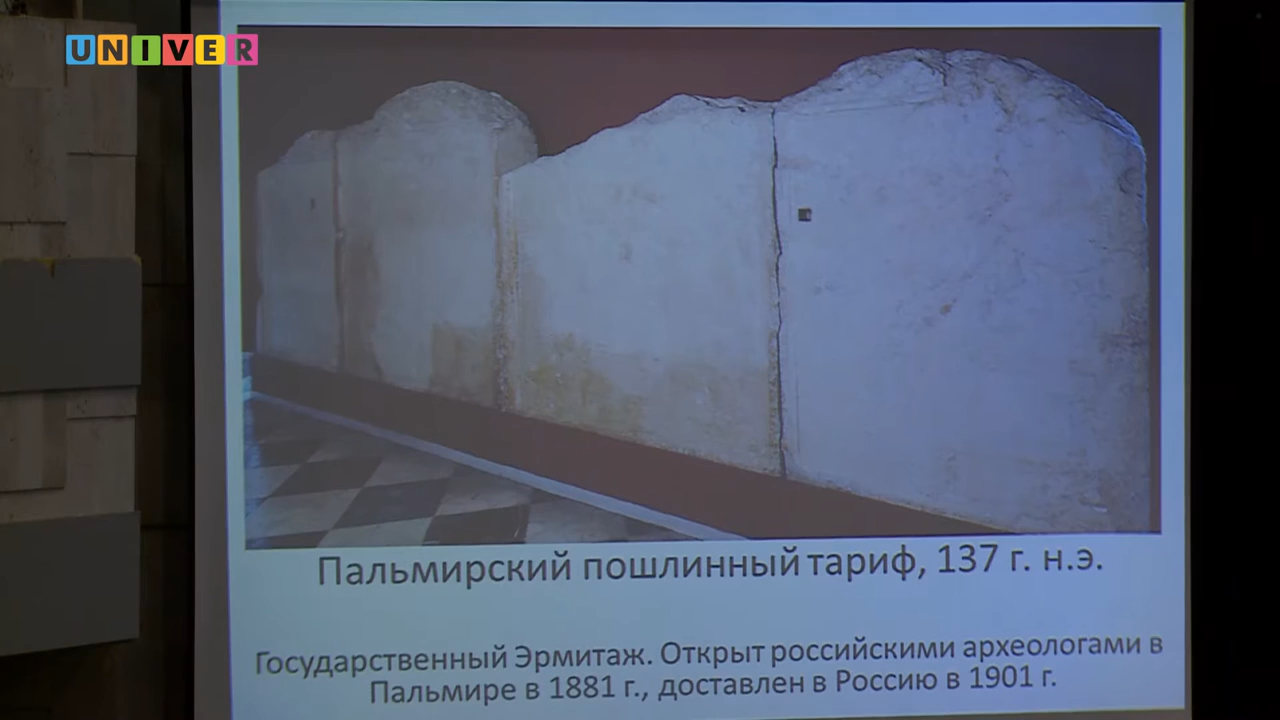 UNIVER
Пальмирский пошлинный тариф, 137 г. н.э.
Государственный Эрмитаж. Открыт российскими археологами в
Пальмире в 1881 г., доставлен в Россию в 1901 г.